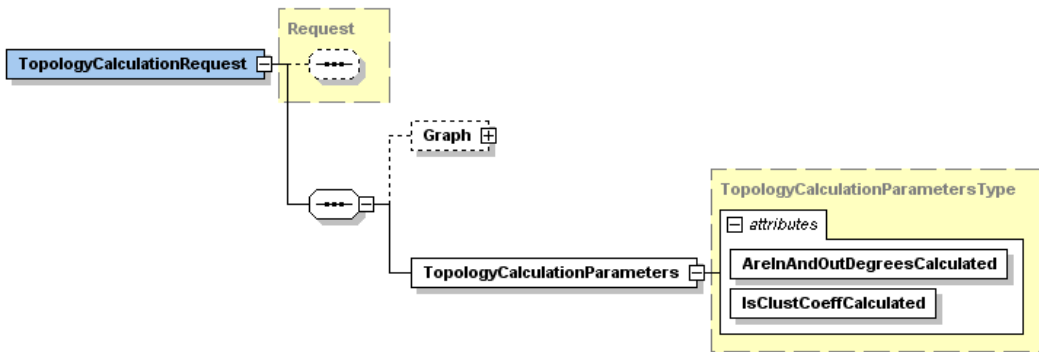 Request
TopologyCalculationRequest
Graph
TopologyCalculationParametersType
attributes
TopologyCalculationParameters
AreInAndOutDegreesCalculated
IsClustCoeffCalculated